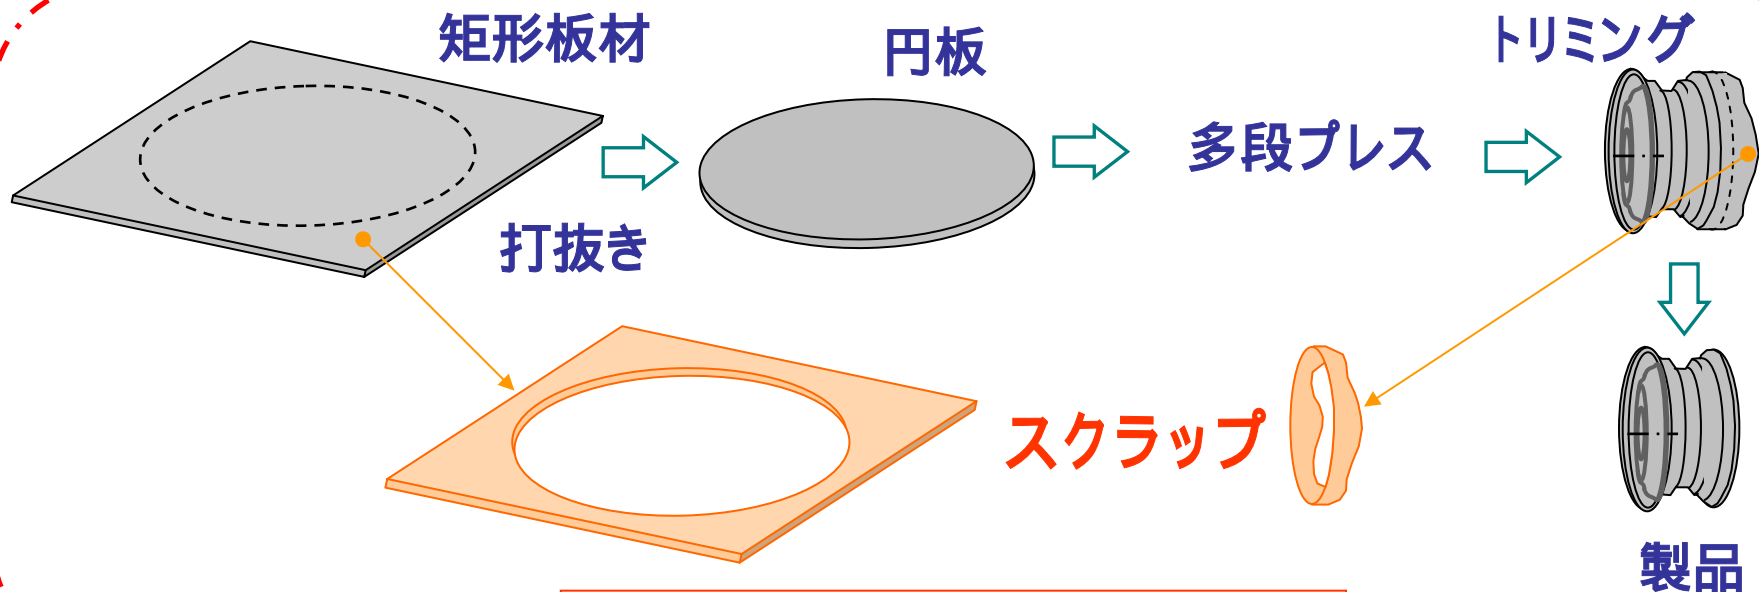 矩形板材
円板
トリミング
多段プレス
打抜き
スクラップ
製品